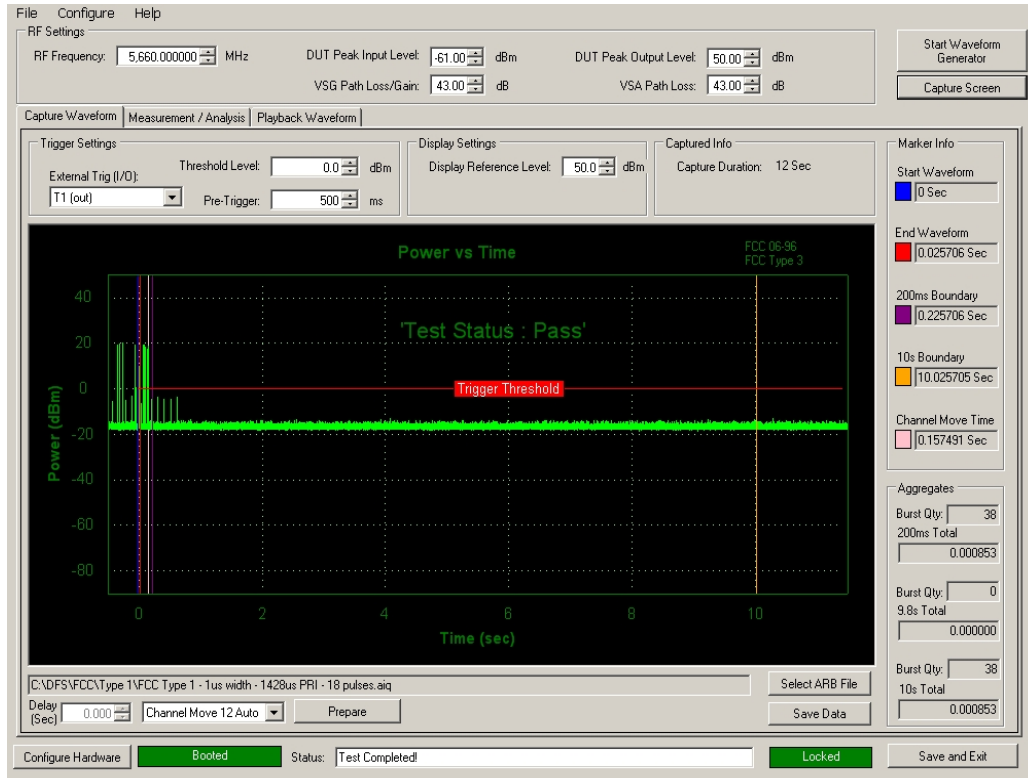 File Configure Help
RF Settings
RF Frequency: 5,660.000000 MHz
DUT Peak Input Level: -61.00 dBm
DUT Peak Output Level: 50.00 dBm
VSG Path Loss/Gain: 43.00 dB
VSA Path Loss: 43.00 dB
Start Waveform Generator
Capture Screen
Capture Waveform Measurement / Analysis Playback Waveform
Trigger Settings
External Trig (I/O):
T1 (out)
Threshold Level: 0.0 dBm
Pre-Trigger: 500 ms
Display Settings
Display Reference Level: 50.0 dBm
Captured Info
Capture Duration: 12 Sec
Marker Info
Start Waveform
0 Sec
End Waveform
0.025706 Sec
200ms Boundary
0.225706 Sec
10s Boundary
10.025705 Sec
Channel Move Time
0.157491 Sec
Power vs Time
FCC 06-96
FCC Type 3
'Test Status : Pass'
Trigger Threshold
Power (dBm)
40
20
0
-20
-40
-60
-80
0 2 4 6 8 10
Time (sec)
Aggregates
Burst Qty: 38
200ms Total
0.000853
Burst Qty: 0
9.8s Total
0.000000
Burst Qty: 38
10s Total
0.000853
C:\DFS\FCC\Type 1\FCC Type 1 - 1us width - 1428us PRI - 18 pulses.aiq
Select ARB File
Delay (Sec) 0.000 Channel Move 12 Auto Prepare
Save Data
Configure Hardware Booted Status: Test Completed! Locked Save and Exit